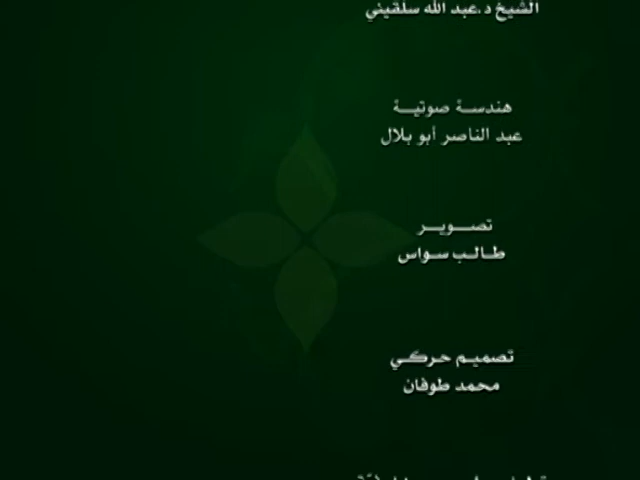 الشيخ د.عبد الله سلقيني
هندسة صوتية
عبد الناصر أبو بلال
تصوير
طالب سواس
تصميم حركي
محمد طوفان